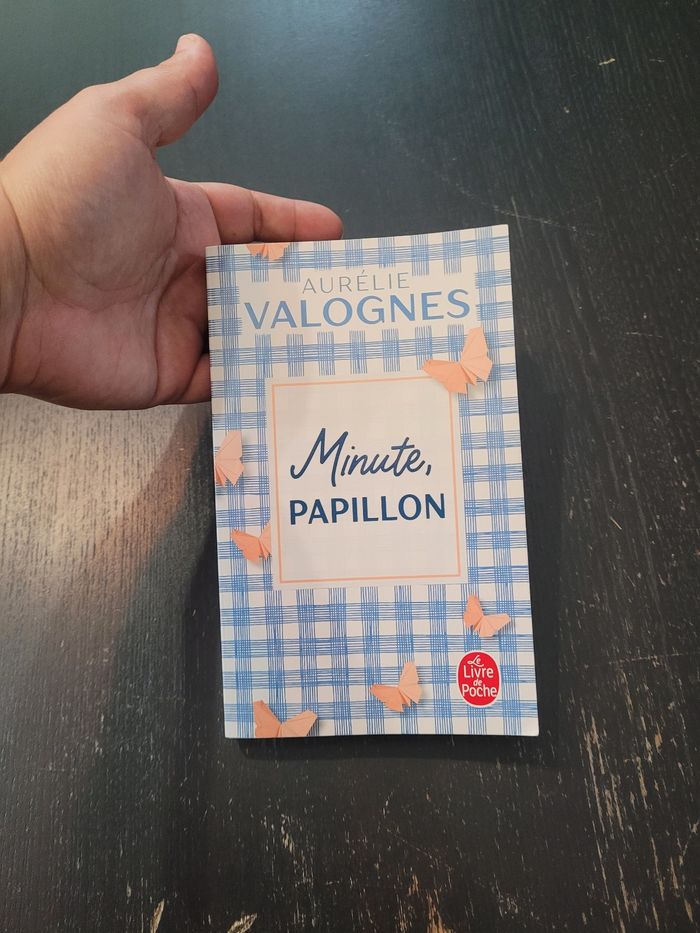 AURÉLIE
VALOGNES
Minute,
PAPILLON
Le
Livre
de
Poche